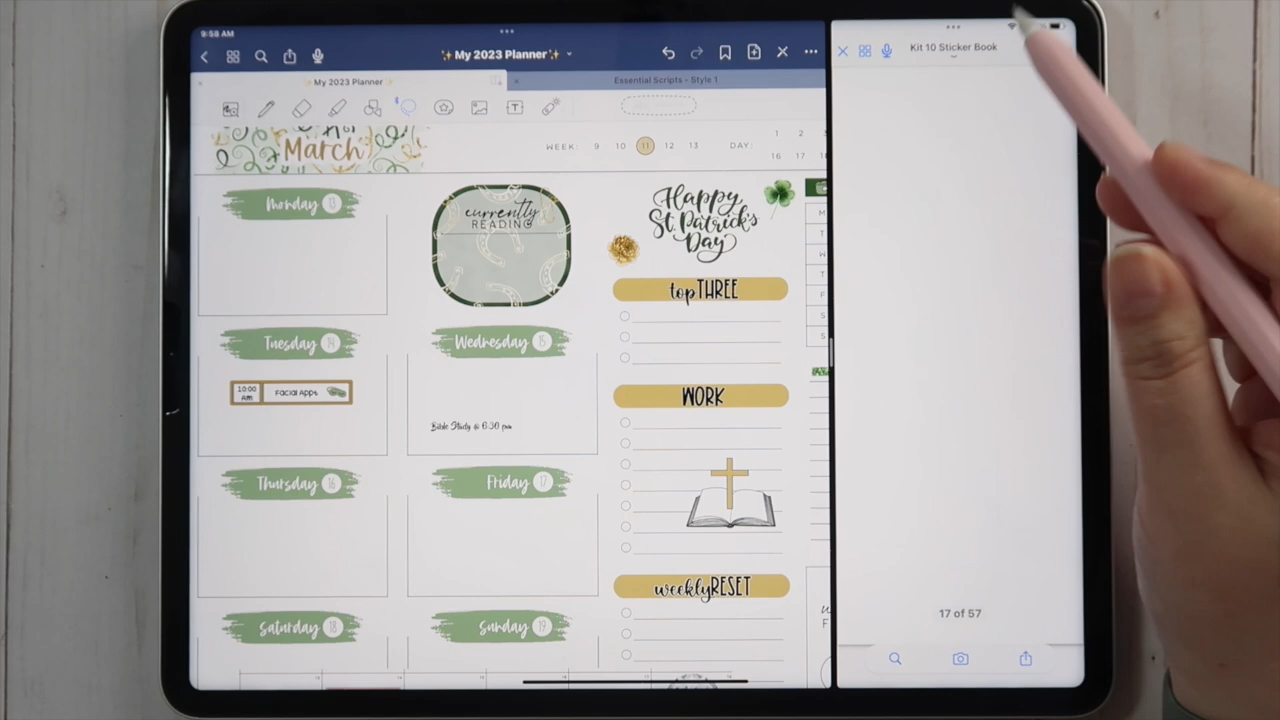 9:58 AM
✨My 2023 Planner✨
My 2023 Planner
Essential Scripts - Style 1
March
WEEK: 9 10 11 12 13 DAY: 1 2
16 17
Monday 13
currently
READING
Happy
St. Patrick's
Day
topTHREE
Tuesday 14
Wednesday 15
10:00
AM
Facial Appt
Bible Study @ 6:30 pm
WORK
Thursday 16
Friday 17
weeklyRESET
Saturday 18
Sunday 19
M
T
W
T
F
S
S
Kit 10 Sticker Book
17 of 57